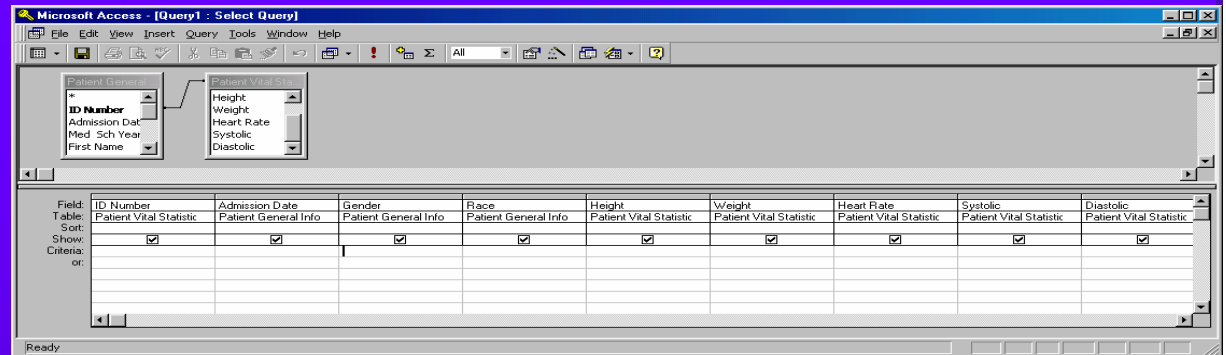 Microsoft Access - [Query1 : Select Query]
File Edit View Insert Query Tools Window Help
All
Patient General Patient Vital Sta
*
ID Number
Admission Dat
Med Sch Year
First Name
Height
Weight
Heart Rate
Systolic
Diastolic
Field: ID Number Admission Date Gender Race Height Weight Heart Rate Systolic Diastolic
Table: Patient Vital Statistic Patient General Info Patient General Info Patient General Info Patient Vital Statistic Patient Vital Statistic Patient Vital Statistic Patient Vital Statistic Patient Vital Statistic
Sort:
Show:
Criteria:
or:
Ready